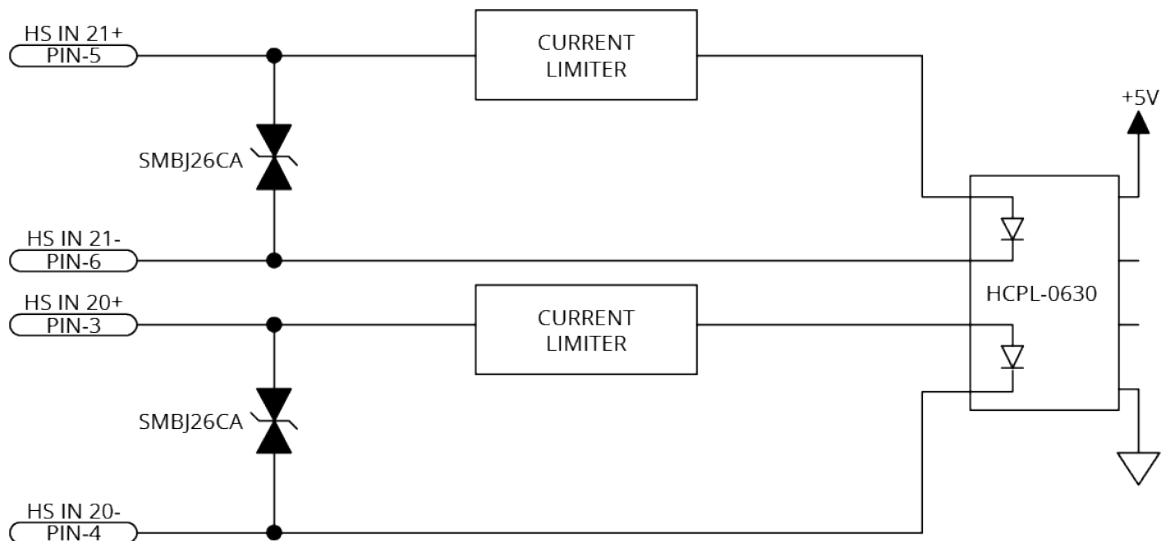 HS IN 21+
PIN-5
CURRENT
LIMITER
+5V
SMBJ26CA
HS IN 21-
PIN-6
HCPL-0630
HS IN 20+
PIN-3
CURRENT
LIMITER
SMBJ26CA
HS IN 20-
PIN-4